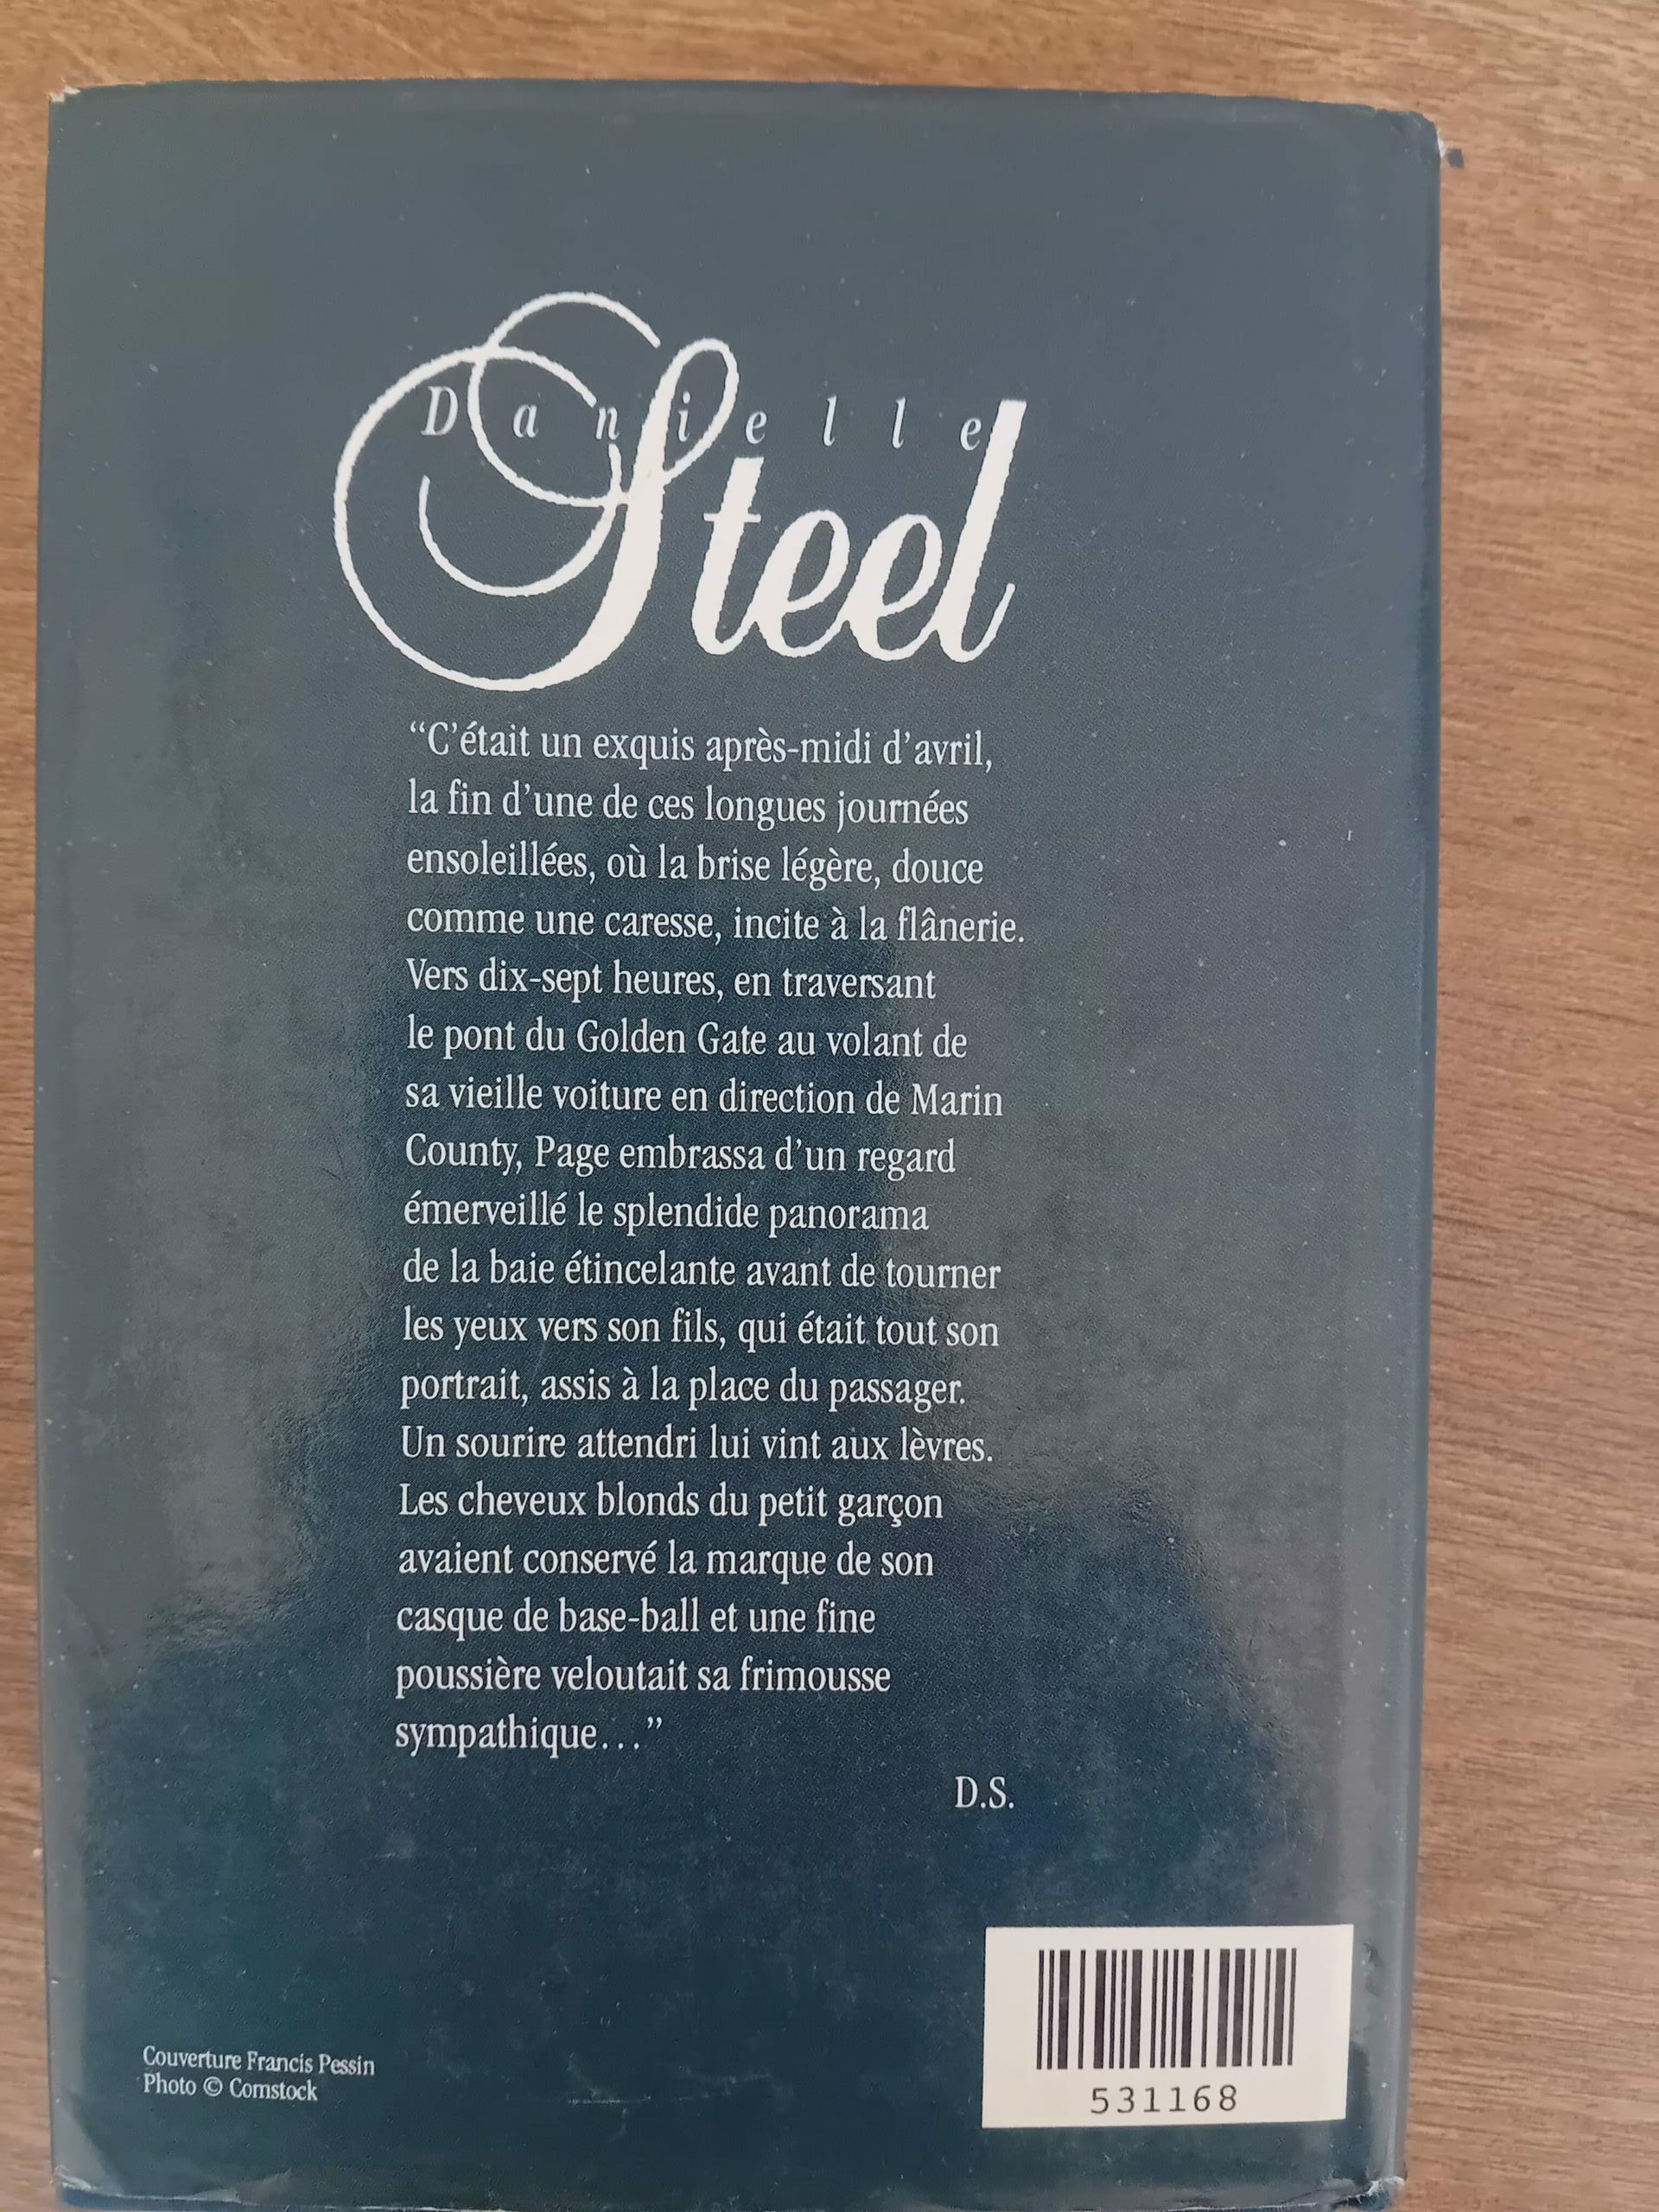 Danielle
Steel
“C’était un exquis après-midi d’avril,
la fin d’une de ces longues journées
ensoleillées, où la brise légère, douce
comme une caresse, incite à la flânerie.
Vers dix-sept heures, en traversant
le pont du Golden Gate au volant de
sa vieille voiture en direction de Marin
County, Page embrassa d’un regard
émerveillé le splendide panorama
de la baie étincelante avant de tourner
les yeux vers son fils, qui était tout son
portrait, assis à la place du passager.
Un sourire attendri lui vint aux lèvres.
Les cheveux blonds du petit garçon
avaient conservé la marque de son
casque de base-ball et une fine
poussière veloutait sa frimousse
sympathique...”
D.S.
Couverture Francis Pessin
Photo © Comstock
531168